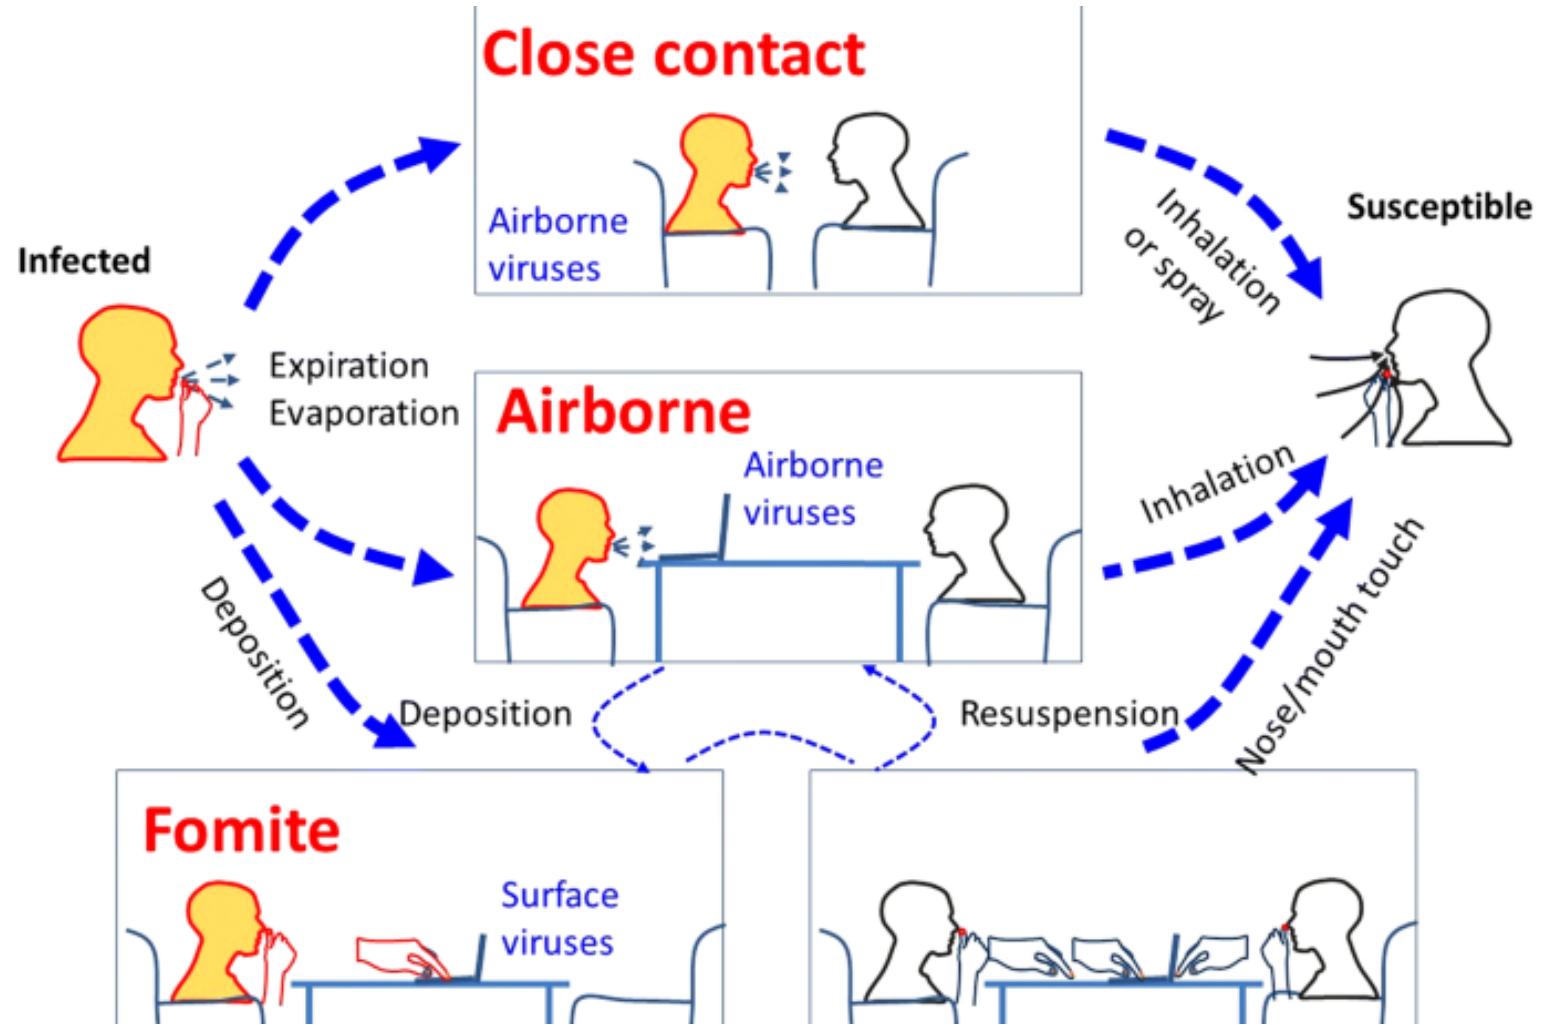 Close contact
Airborne
viruses
Infected
Expiration
Evaporation
Inhalation
or spray
Susceptible
Airborne
Airborne
viruses
Inhalation
Deposition
Deposition
Resuspension
Nose/mouth touch
Fomite
Surface
viruses